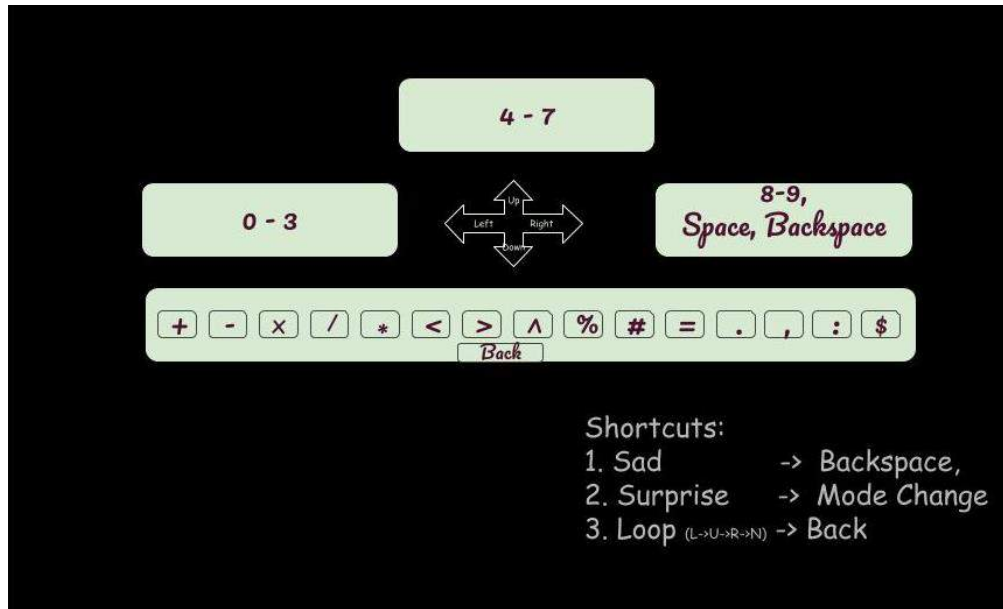 4 - 7
Up
0 - 3
Left
Right
8-9,
Space, Backspace
Down
+ - × / * < > ^ % # = . , : $
Back
Shortcuts:
1. Sad -> Backspace,
2. Surprise -> Mode Change
3. Loop (L->U->R->N) -> Back